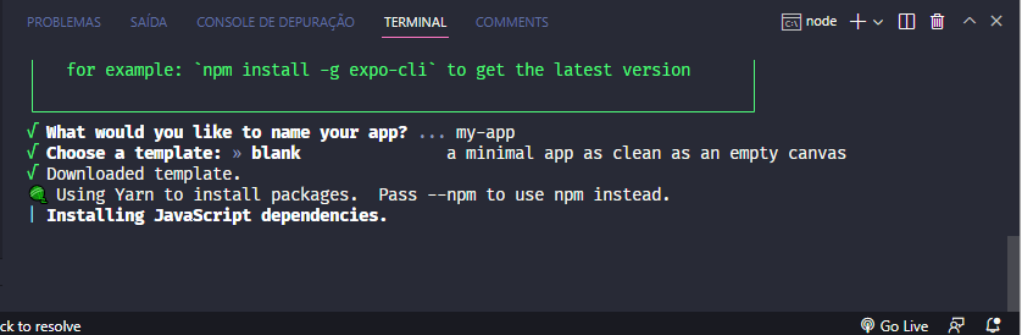 PROBLEMAS SAÍDA CONSOLE DE DEPURAÇÃO TERMINAL COMMENTS node
for example: `npm install -g expo-cli` to get the latest version
√ What would you like to name your app? ... my-app
√ Choose a template: » blank a minimal app as clean as an empty canvas
√ Downloaded template.
Using Yarn to install packages. Pass --npm to use npm instead.
| Installing JavaScript dependencies.
ck to resolve Go Live